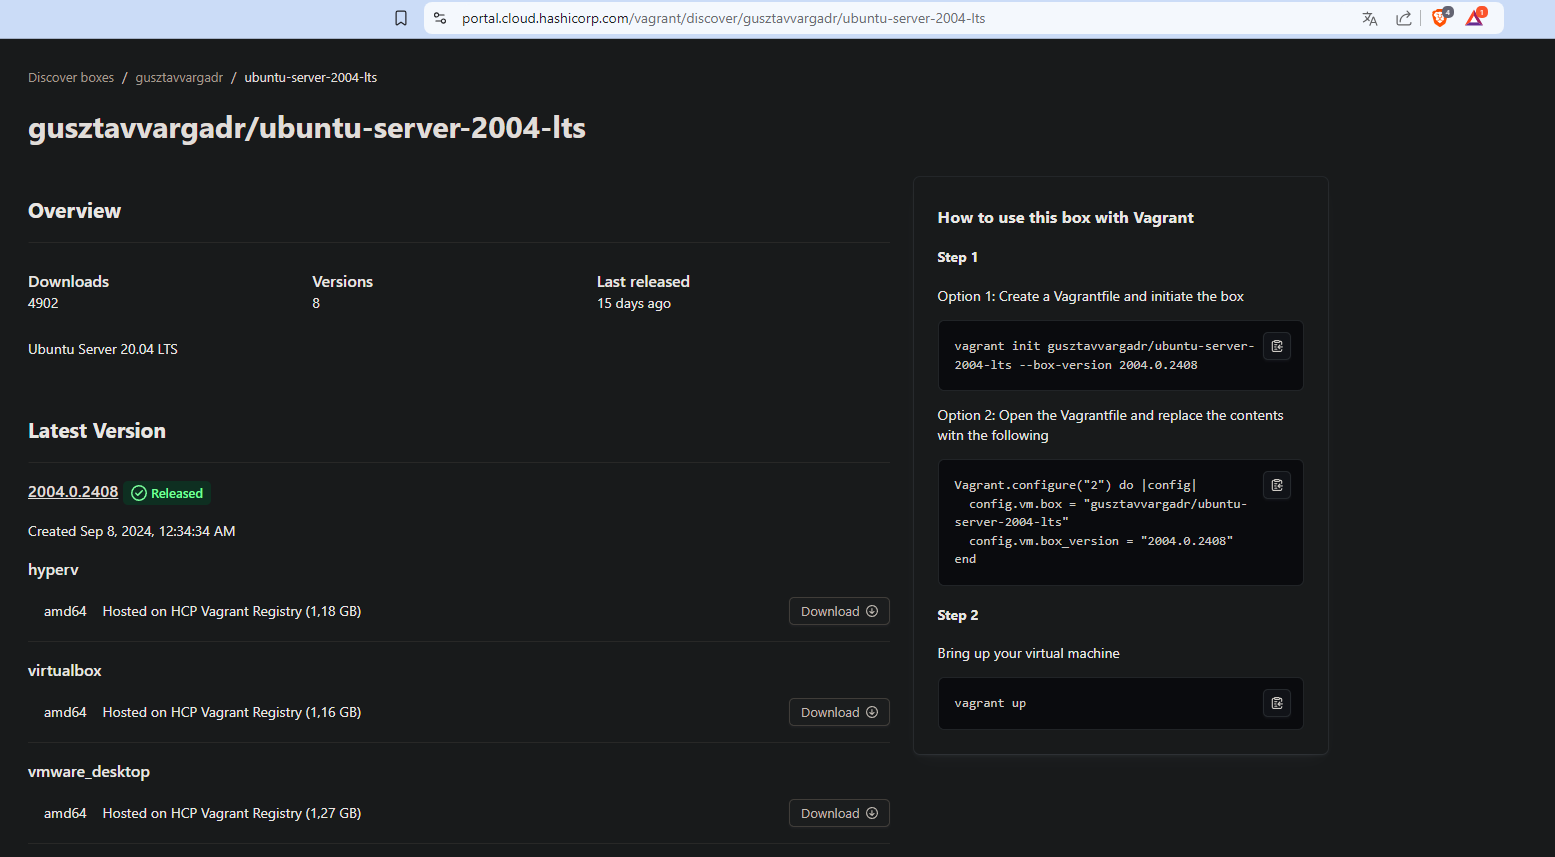 portal.cloud.hashicorp.com/vagrant/discover/gusztavvargadr/ubuntu-server-2004-lts
4
1
Discover boxes / gusztavvargadr / ubuntu-server-2004-lts
gusztavvargadr/ubuntu-server-2004-lts
Overview
Downloads
4902
Versions
8
Last released
15 days ago
Ubuntu Server 20.04 LTS
Latest Version
2004.0.2408 Released
Created Sep 8, 2024, 12:34:34 AM
hyperv
amd64 Hosted on HCP Vagrant Registry (1,18 GB) Download
virtualbox
amd64 Hosted on HCP Vagrant Registry (1,16 GB) Download
vmware_desktop
amd64 Hosted on HCP Vagrant Registry (1,27 GB) Download
How to use this box with Vagrant
Step 1
Option 1: Create a Vagrantfile and initiate the box
vagrant init gusztavvargadr/ubuntu-server-
2004-lts --box-version 2004.0.2408
Option 2: Open the Vagrantfile and replace the contents
witn the following
Vagrant.configure("2") do |config|
config.vm.box = "gusztavvargadr/ubuntu-
server-2004-lts"
config.vm.box_version = "2004.0.2408"
end
Step 2
Bring up your virtual machine
vagrant up